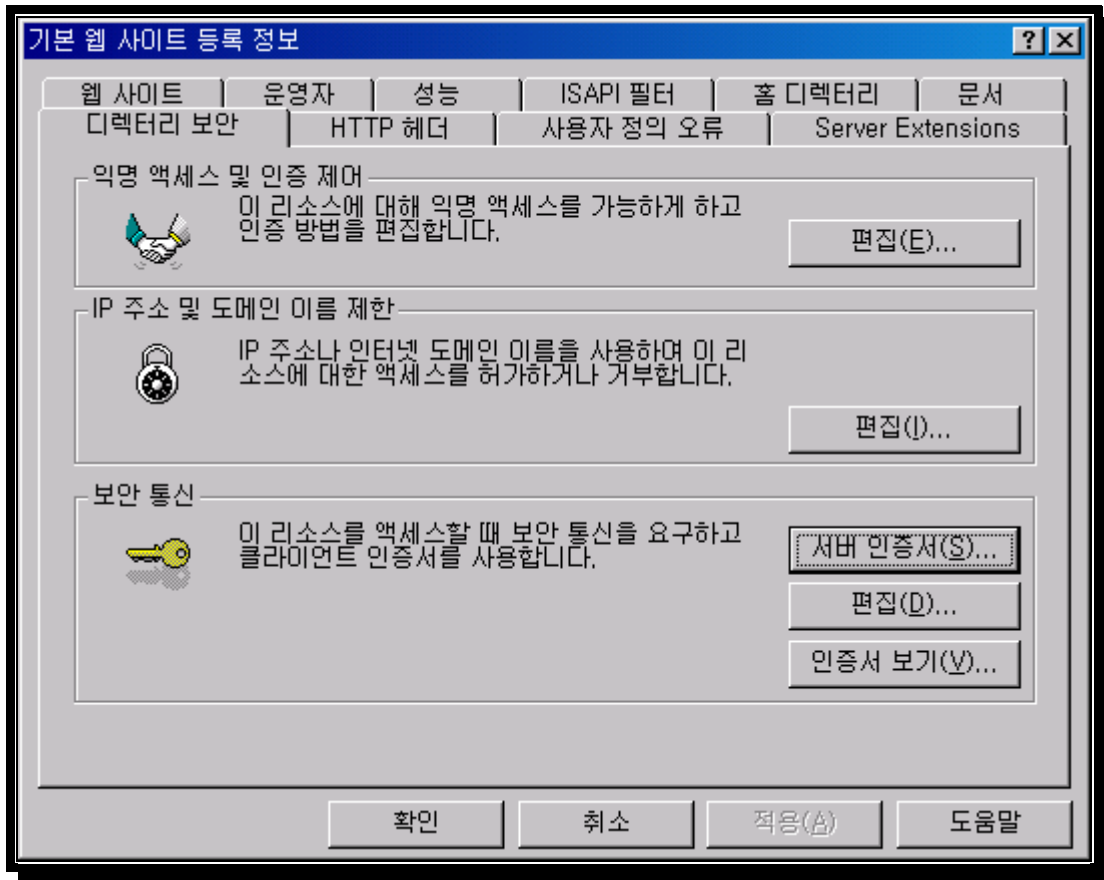 기본 웹 사이트 등록 정보
웹 사이트 운영자 성능 ISAPI 필터 홈 디렉터리 문서
디렉터리 보안 HTTP 헤더 사용자 정의 오류 Server Extensions
익명 액세스 및 인증 제어
이 리소스에 대해 익명 액세스를 가능하게 하고
인증 방법을 편집합니다.
편집(E)...
IP 주소 및 도메인 이름 제한
IP 주소나 인터넷 도메인 이름을 사용하여 이 리
소스에 대한 액세스를 허가하거나 거부합니다.
편집(I)...
보안 통신
이 리소스를 액세스할 때 보안 통신을 요구하고
클라이언트 인증서를 사용합니다.
서버 인증서(S)...
편집(D)...
인증서 보기(V)...
확인 취소 적용(A) 도움말